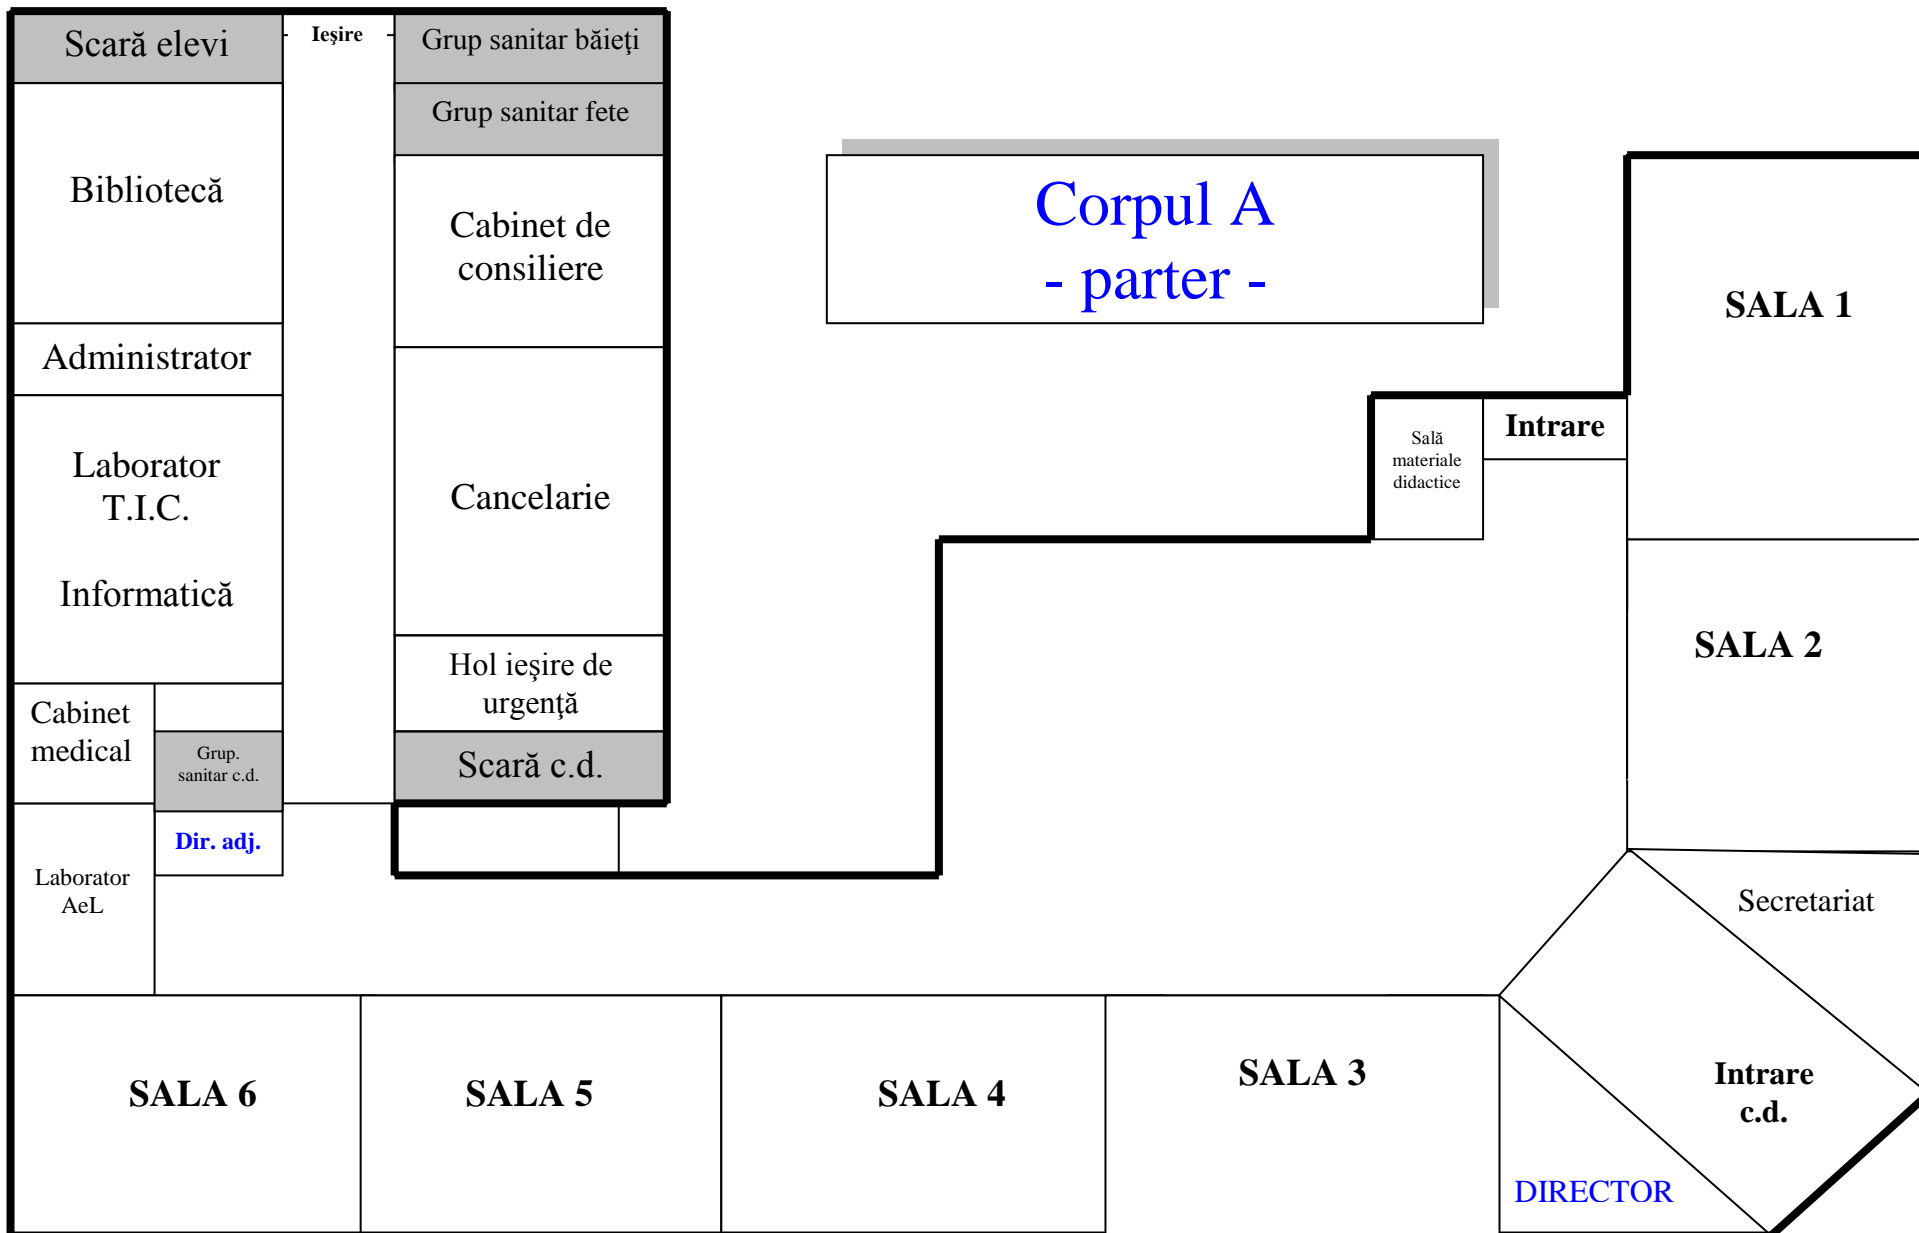 Scară elevi
Ieşire
Grup sanitar băieţi
Grup sanitar fete
Bibliotecă
Cabinet de
consiliere
Corpul A
- parter -
SALA 1
Administrator
Laborator
T.I.C.
Informatică
Cancelarie
Sală
materiale
didactice
Intrare
SALA 2
Hol ieşire de
urgenţă
Cabinet
medical
Grup.
sanitar c.d.
Scară c.d.
Dir. adj.
Laborator
AeL
Secretariat
SALA 6
SALA 5
SALA 4
SALA 3
Intrare
c.d.
DIRECTOR